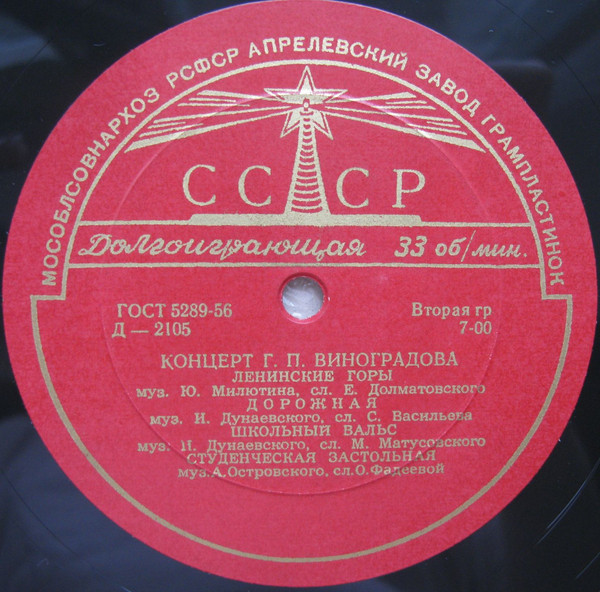 МОСОБЛСОВНАРХОЗ РСФСР АПРЕЛЕВСКИЙ ЗАВОД ГРАМПЛАСТИНОК
СССР
Долгоиграющая 33 об/мин.
ГОСТ 5289-56 Вторая гр
Д — 2105 7-00
КОНЦЕРТ Г. П. ВИНОГРАДОВА
ЛЕНИНСКИЕ ГОРЫ
муз. Ю. Милютина, сл. Е. Долматовского
ДОРОЖНАЯ
муз. И. Дунаевского, сл. С. Васильева
ШКОЛЬНЫЙ ВАЛЬС
муз. И. Дунаевского, сл. М. Матусовского
СТУДЕНЧЕСКАЯ ЗАСТОЛЬНАЯ
муз. А. Островского, сл. О. Фадеевой